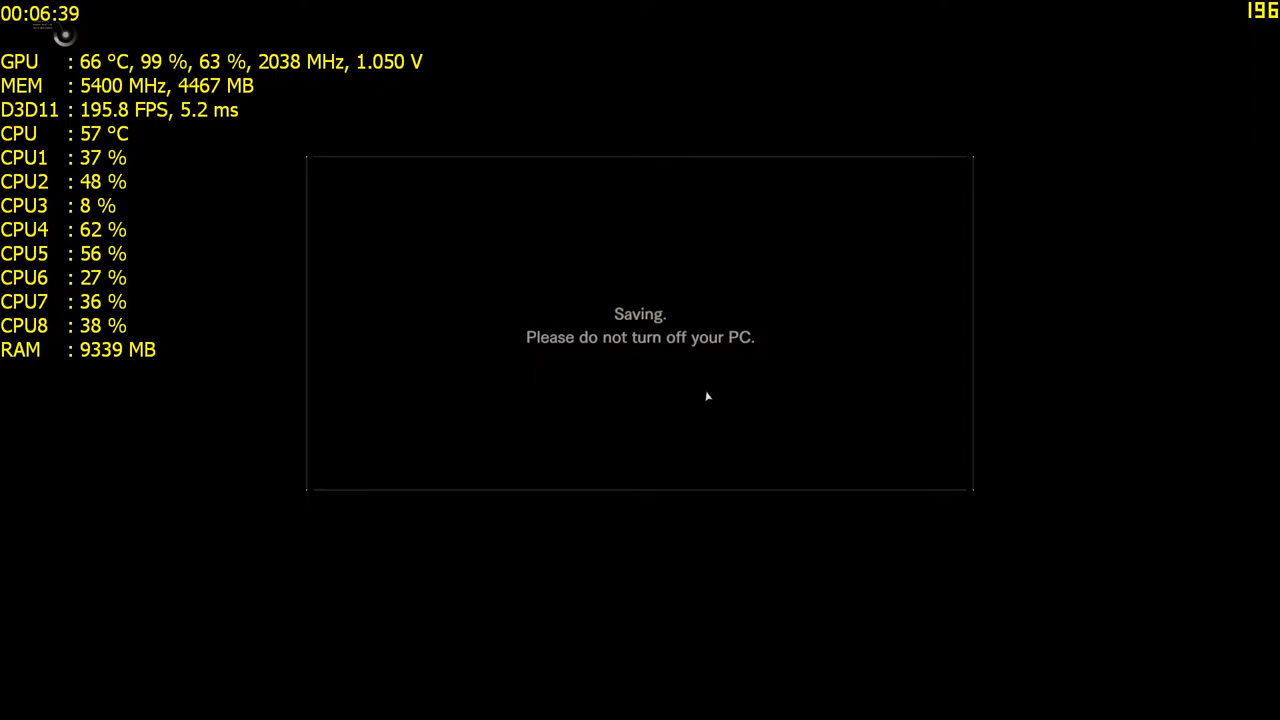 00:06:39
196
GPU : 66 °C, 99 %, 63 %, 2038 MHz, 1.050 V
MEM : 5400 MHz, 4467 MB
D3D11 : 195.8 FPS, 5.2 ms
CPU : 57 °C
CPU1 : 37 %
CPU2 : 48 %
CPU3 : 8 %
CPU4 : 62 %
CPU5 : 56 %
CPU6 : 27 %
CPU7 : 36 %
CPU8 : 38 %
RAM : 9339 MB
Saving.
Please do not turn off your PC.